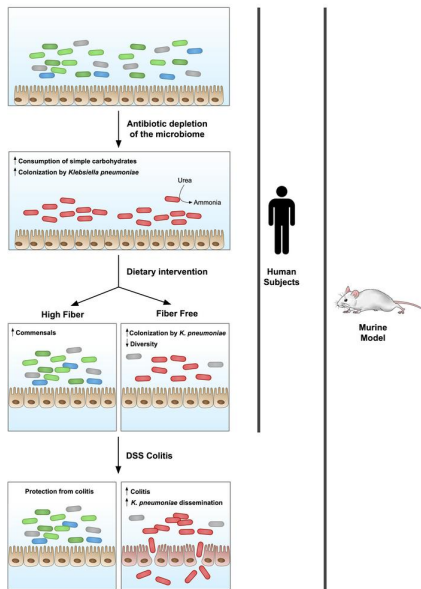 Antibiotic depletion
of the microbiome
↑ Consumption of simple carbohydrates
↑ Colonization by Klebsiella pneumoniae
Urea
Ammonia
Dietary intervention
High Fiber
Fiber Free
↑ Commensals
↑ Colonization by K. pneumoniae
↓ Diversity
Human
Subjects
Murine
Model
DSS Colitis
Protection from colitis
↑ Colitis
↑ K. pneumoniae dissemination